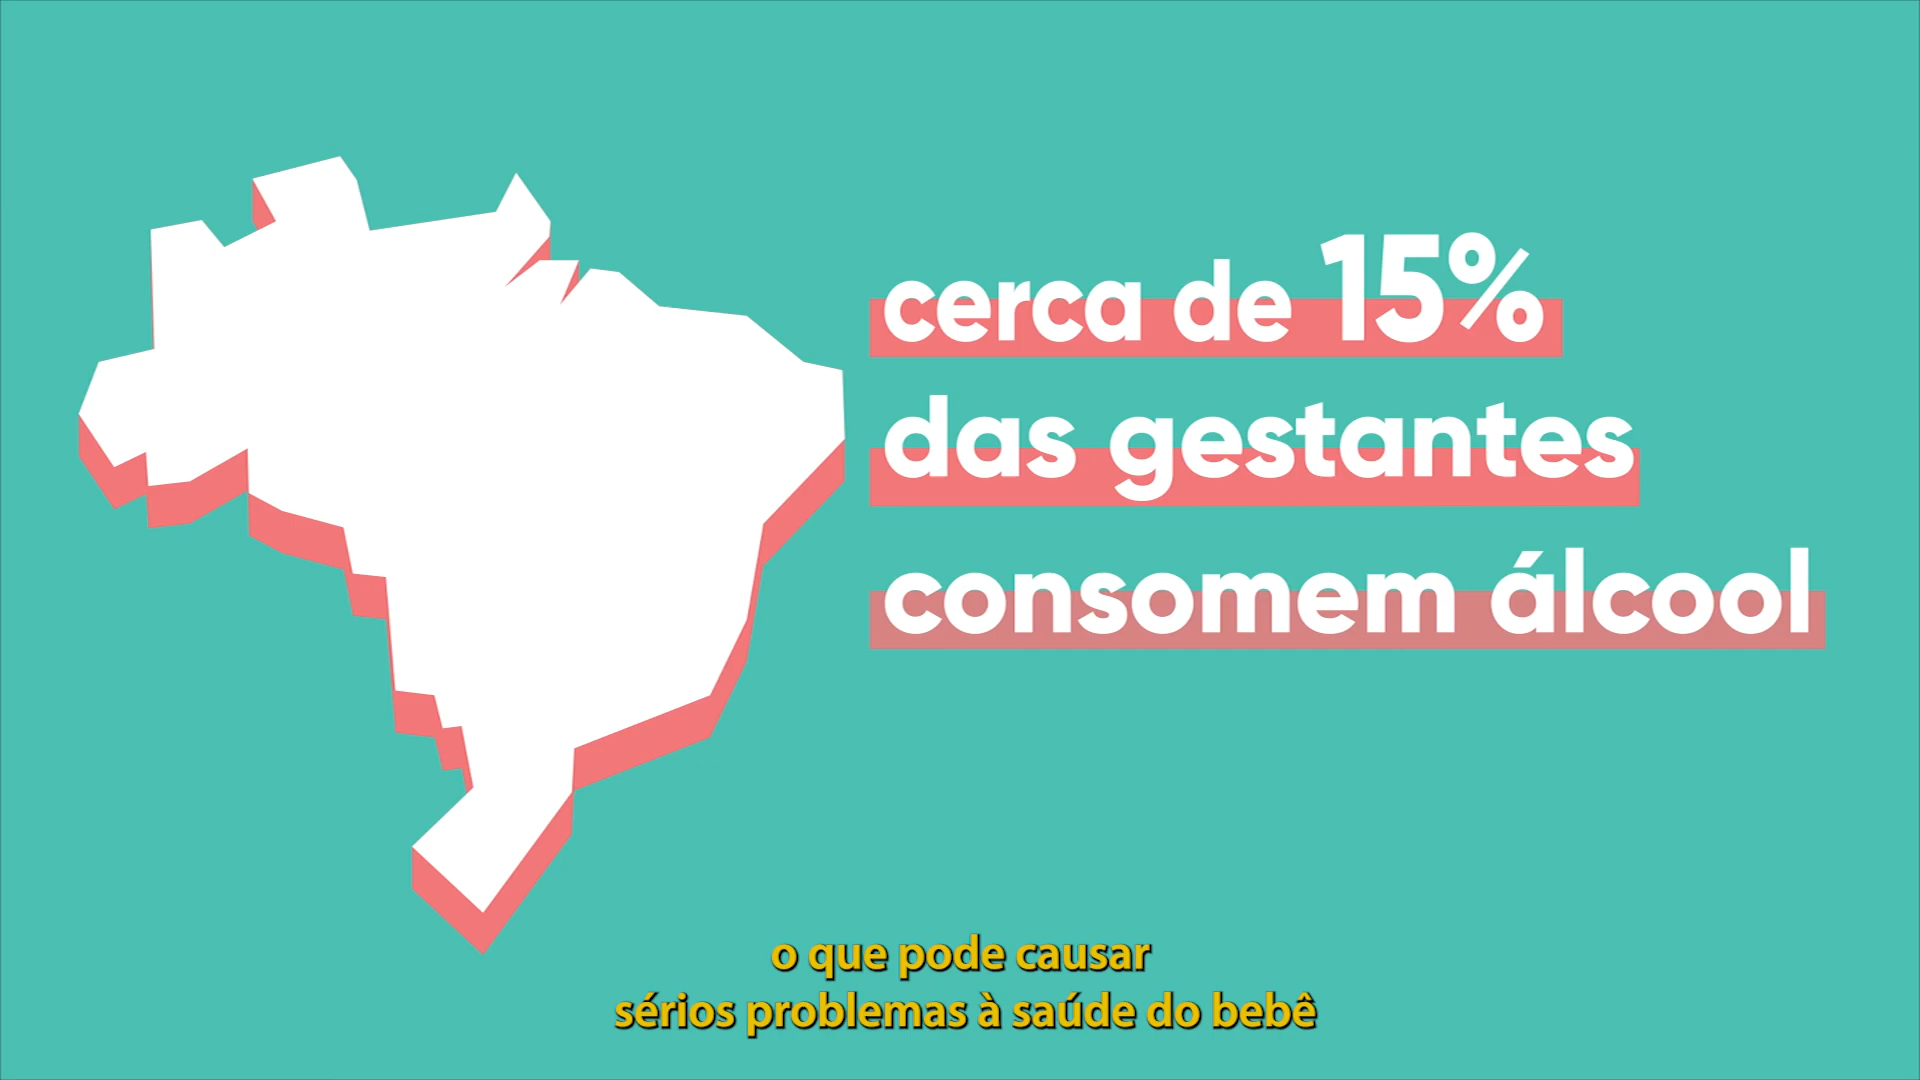 cerca de 15%
das gestantes
consomem álcool
o que pode causar
sérios problemas à saúde do bebê